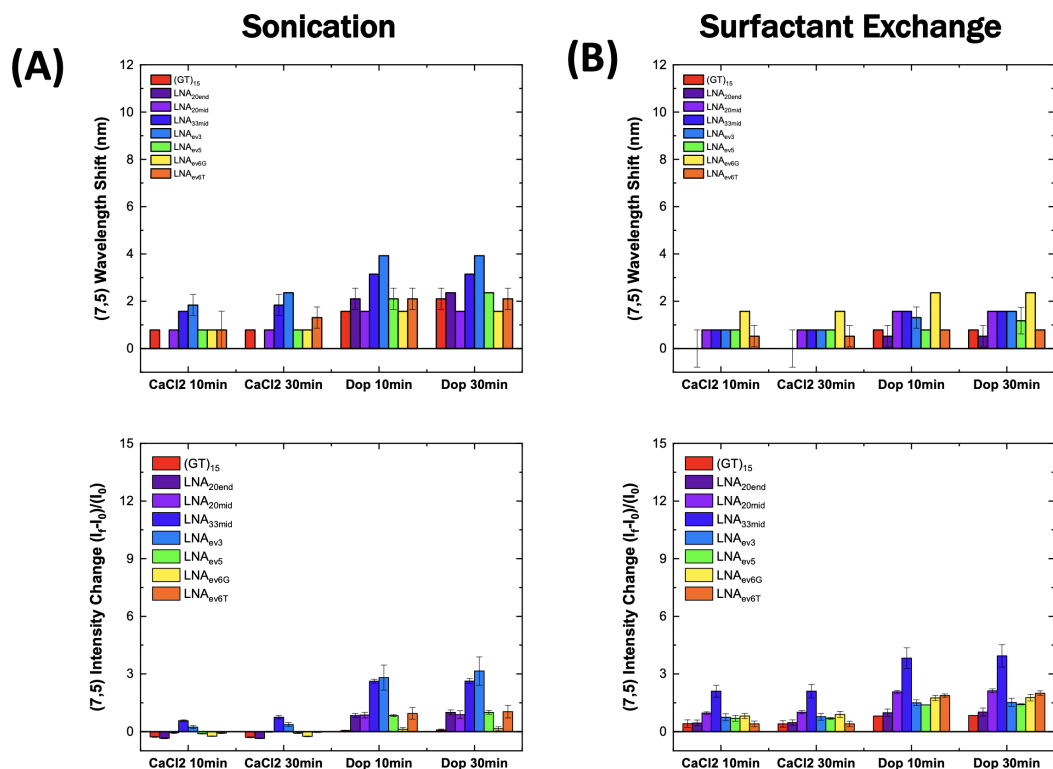 Sonication
Surfactant Exchange
(A)
(7,5) Wavelength Shift (nm)
12
10
8
6
4
2
0
(GT)15
LNA20end
LNA20mid
LNA33mid
LNAev3
LNAev5
LNAev6G
LNAev6T
CaCl2 10min
CaCl2 30min
Dop 10min
Dop 30min
(B)
(7,5) Wavelength Shift (nm)
12
10
8
6
4
2
0
(GT)15
LNA20end
LNA20mid
LNA33mid
LNAev3
LNAev5
LNAev6G
LNAev6T
CaCl2 10min
CaCl2 30min
Dop 10min
Dop 30min
(7,5) Intensity Change (If-I0)/(I0)
15
12
9
6
3
0
(GT)15
LNA20end
LNA20mid
LNA33mid
LNAev3
LNAev5
LNAev6G
LNAev6T
CaCl2 10min
CaCl2 30min
Dop 10min
Dop 30min
(7,5) Intensity Change (If-I0)/(I0)
15
12
9
6
3
0
(GT)15
LNA20end
LNA20mid
LNA33mid
LNAev3
LNAev5
LNAev6G
LNAev6T
CaCl2 10min
CaCl2 30min
Dop 10min
Dop 30min